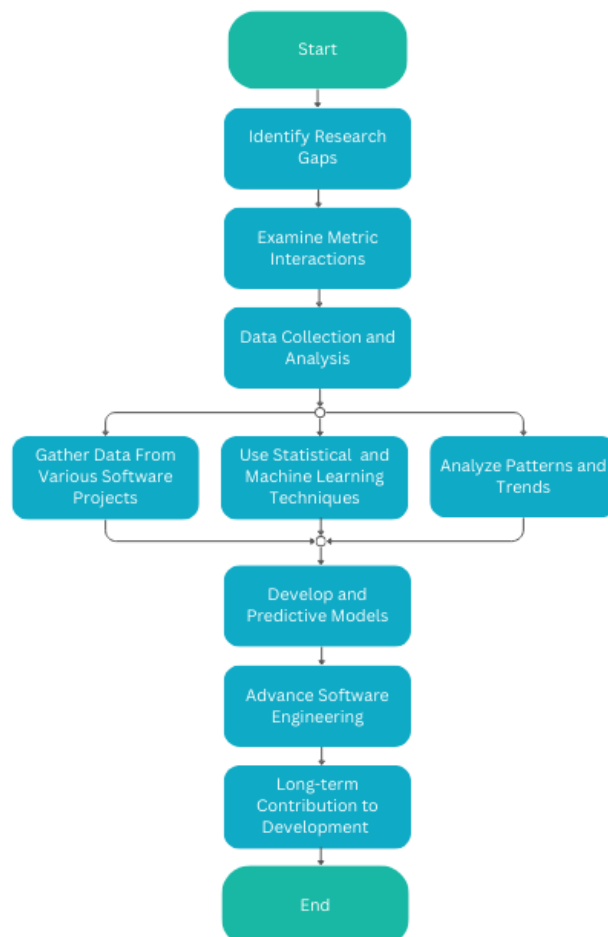 Start
Identify Research
Gaps
Examine Metric
Interactions
Data Collection and
Analysis
Gather Data From
Various Software
Projects
Use Statistical and
Machine Learning
Techniques
Analyze Patterns and
Trends
Develop and
Predictive Models
Advance Software
Engineering
Long-term
Contribution to
Development
End